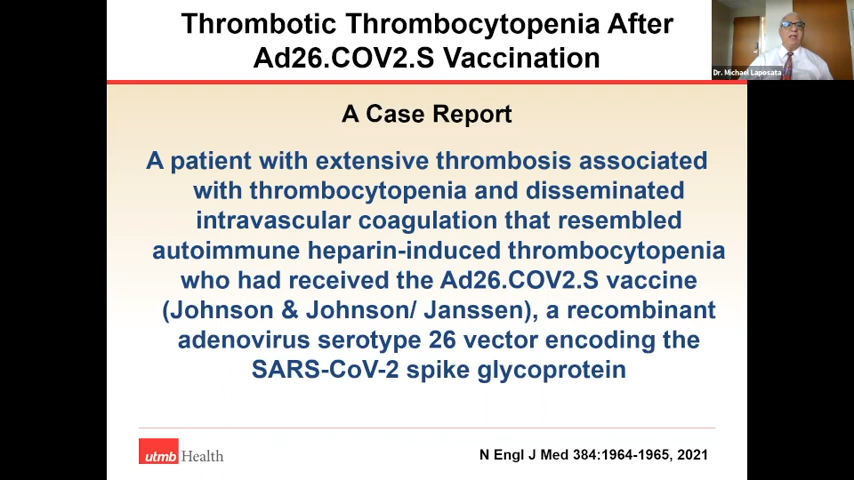 Thrombotic Thrombocytopenia After
Ad26.COV2.S Vaccination
Dr. Michael Laposata
A Case Report
A patient with extensive thrombosis associated
with thrombocytopenia and disseminated
intravascular coagulation that resembled
autoimmune heparin-induced thrombocytopenia
who had received the Ad26.COV2.S vaccine
(Johnson & Johnson/ Janssen), a recombinant
adenovirus serotype 26 vector encoding the
SARS-CoV-2 spike glycoprotein
utmb Health
N Engl J Med 384:1964-1965, 2021